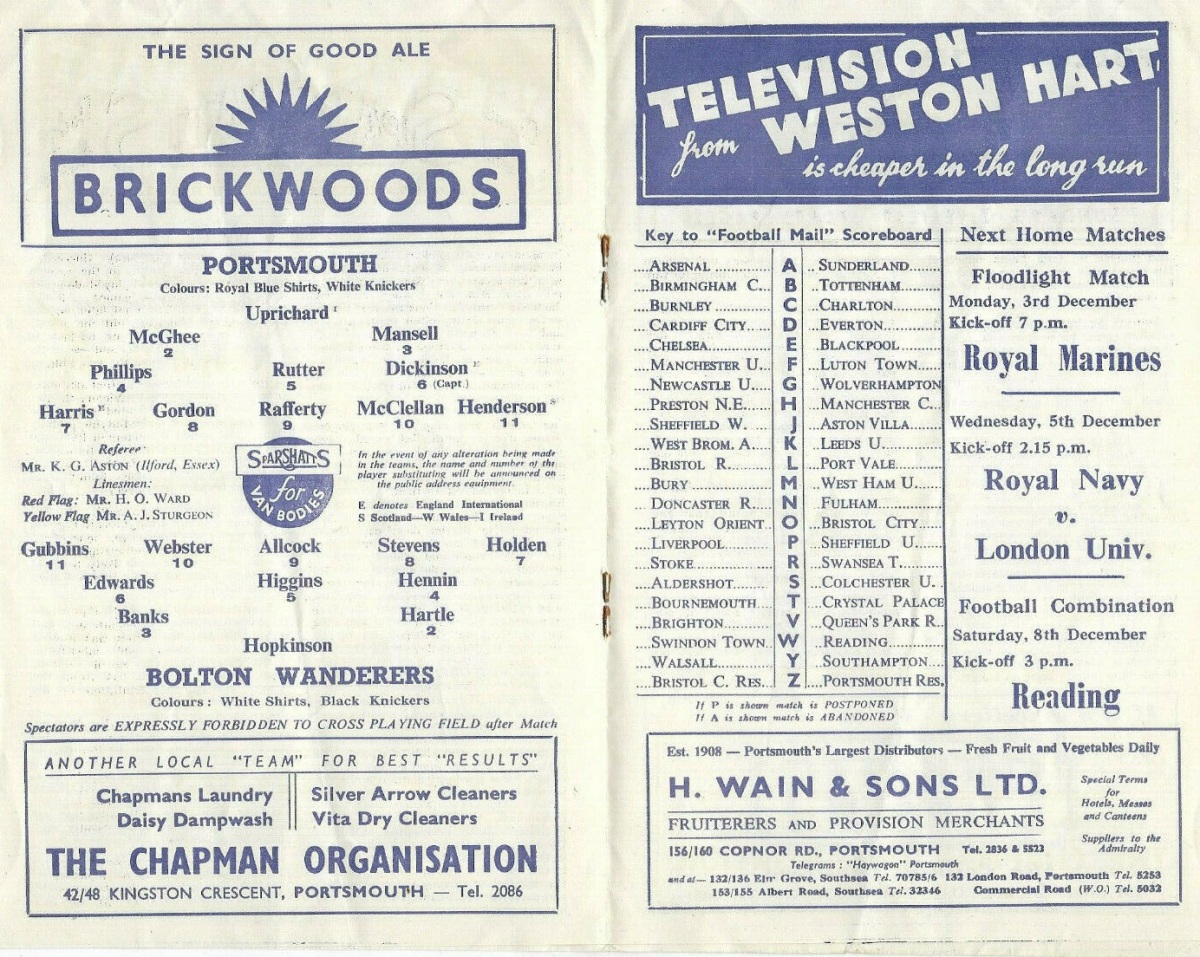 THE SIGN OF GOOD ALE
BRICKWOODS
PORTSMOUTH
Colours: Royal Blue Shirts, White Knickers
Uprichard I
McGhee Mansell
2 3
Phillips Rutter Dickinson E
4 5 6 (Capt.)
Harris E Gordon Rafferty McClellan Henderson S
7 8 9 10 11
Referee
MR. K. G. ASTON (Ilford, Essex)
Linesmen:
Red Flag: MR. H. O. WARD
Yellow Flag MR. A. J. STURGEON
SPARSHATTS
for
VAN BODIES
In the event of any alteration being made
in the teams, the name and number of the
player substituting will be announced on
the public address equipment.
E denotes England International
S Scotland—W Wales—I Ireland
Gubbins Webster Allcock Stevens Holden
11 10 9 8 7
Edwards Higgins Hennin
6 5 4
Banks Hartle
3 2
Hopkinson
BOLTON WANDERERS
Colours: White Shirts, Black Knickers
Spectators are EXPRESSLY FORBIDDEN TO CROSS PLAYING FIELD after Match
ANOTHER LOCAL "TEAM" FOR BEST "RESULTS"
Chapmans Laundry Silver Arrow Cleaners
Daisy Dampwash Vita Dry Cleaners
THE CHAPMAN ORGANISATION
42/48 KINGSTON CRESCENT, PORTSMOUTH — Tel. 2086
TELEVISION
from WESTON HART
is cheaper in the long run
Key to "Football Mail" Scoreboard
....ARSENAL ............ A ..SUNDERLAND.......
....BIRMINGHAM C... B ..TOTTENHAM........
....BURNLEY ............ C ..CHARLTON..........
....CARDIFF CITY...... D ..EVERTON............
....CHELSEA............. E ..BLACKPOOL........
....MANCHESTER U... F ..LUTON TOWN.....
....NEWCASTLE U..... G ..WOLVERHAMPTON
....PRESTON N.E....... H ..MANCHESTER C...
....SHEFFIELD W....... J ..ASTON VILLA......
....WEST BROM. A.... K ..LEEDS U.............
....BRISTOL R........... L ..PORT VALE.........
....BURY................. M ..WEST HAM U......
....DONCASTER R..... N ..FULHAM.............
....LEYTON ORIENT.. O ..BRISTOL CITY......
....LIVERPOOL.......... P ..SHEFFIELD U.......
....STOKE................ R ..SWANSEA T.........
....ALDERSHOT......... S ..COLCHESTER U...
....BOURNEMOUTH.... T ..CRYSTAL PALACE
....BRIGHTON........... V ..QUEEN'S PARK R..
....SWINDON TOWN.. W ..READING............
....WALSALL............ Y ..SOUTHAMPTON....
....BRISTOL C. RES... Z ....PORTSMOUTH RES.
If P is shown match is POSTPONED
If A is shown match is ABANDONED
Next Home Matches
Floodlight Match
Monday, 3rd December
Kick-off 7 p.m.
Royal Marines
Wednesday, 5th December
Kick-off 2.15 p.m.
Royal Navy
v.
London Univ.
Football Combination
Saturday, 8th December
Kick-off 3 p.m.
Reading
Est. 1908 — Portsmouth's Largest Distributors — Fresh Fruit and Vegetables Daily
H. WAIN & SONS LTD.
FRUITERERS AND PROVISION MERCHANTS
156/160 COPNOR RD., PORTSMOUTH Tel. 2836 & 5523
Special Terms
for
Hotels, Messes
and Canteens
Suppliers to the
Admiralty
Telegrams: "Haywagon" Portsmouth
and at— 132/136 Elm Grove, Southsea Tel. 70785/6 132 London Road, Portsmouth Tel. 5253
153/155 Albert Road, Southsea Tel. 32346 Commercial Road (W.O.) Tel. 5032